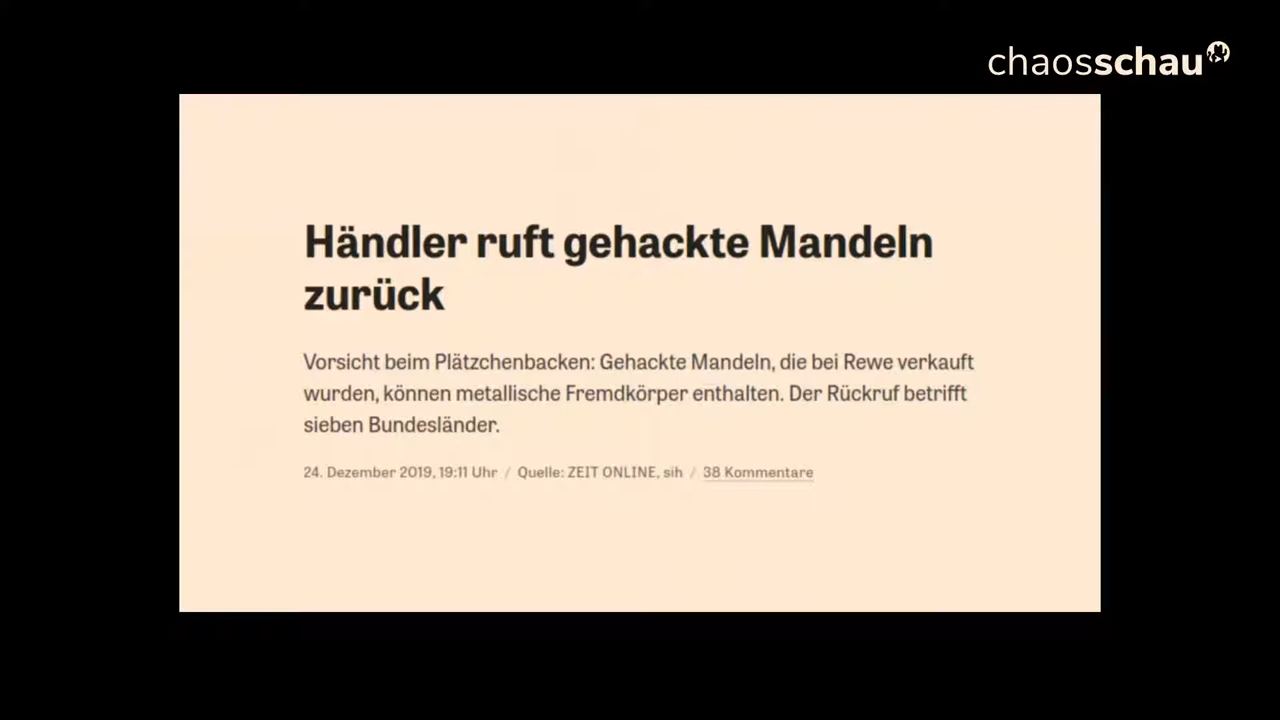 chaosschau
Händler ruft gehackte Mandeln
zurück
Vorsicht beim Plätzchenbacken: Gehackte Mandeln, die bei Rewe verkauft
wurden, können metallische Fremdkörper enthalten. Der Rückruf betrifft
sieben Bundesländer.
24. Dezember 2019, 19:11 Uhr / Quelle: ZEIT ONLINE, sih / 38 Kommentare